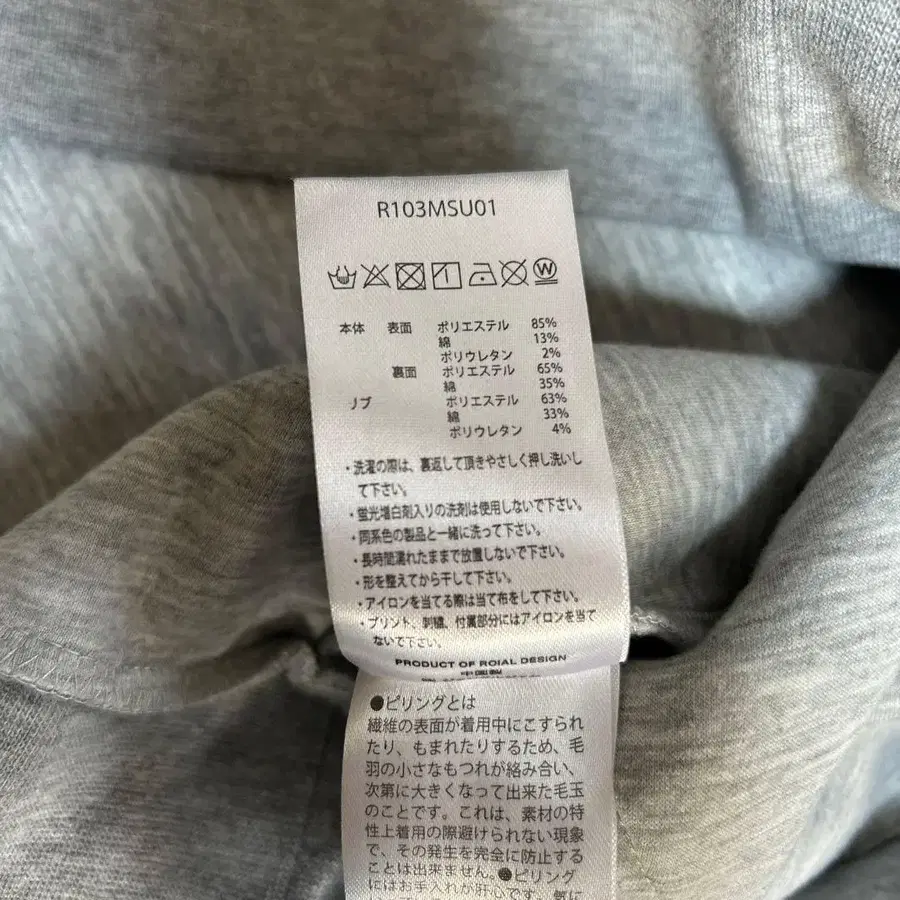 R103MSU01
本体 表面 ポリエステル 85%
綿 13%
ポリウレタン 2%
裏面 ポリエステル 65%
綿 35%
リブ ポリエステル 63%
綿 33%
ポリウレタン 4%
・洗濯の際は、裏返して頂きやさしく押し洗いし
て下さい。
・蛍光増白剤入りの洗剤は使用しないで下さい。
・同系色の製品と一緒に洗って下さい。
・長時間濡れたままで放置しないで下さい。
・形を整えてから干して下さい。
・アイロンを当てる際は当て布をして下さい。
・プリント、刺繍、付属部分にはアイロンを当て
ないで下さい。
PRODUCT OF ROIAL DESIGN
中国製
●ピリングとは
繊維の表面が着用中にこすられ
たり、もまれたりするため、毛
羽の小さなもつれが絡み合い、
次第に大きくなって出来た毛玉
のことです。これは、素材の特
性上着用の際避けられない現象
で、その発生を完全に防止する
ことは出来ません。●ピリング
にはお手入れが肝心です。